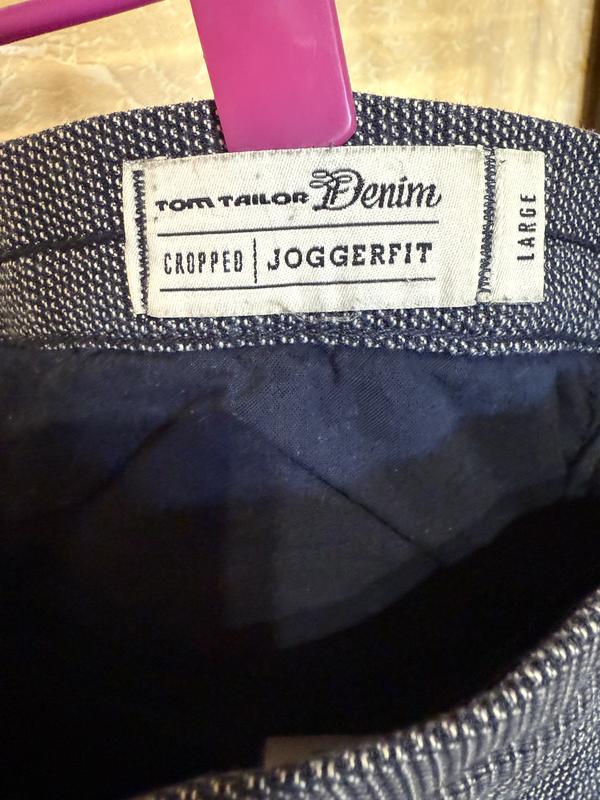 TOM TAILOR Denim
CROPPED | JOGGERFIT
LARGE